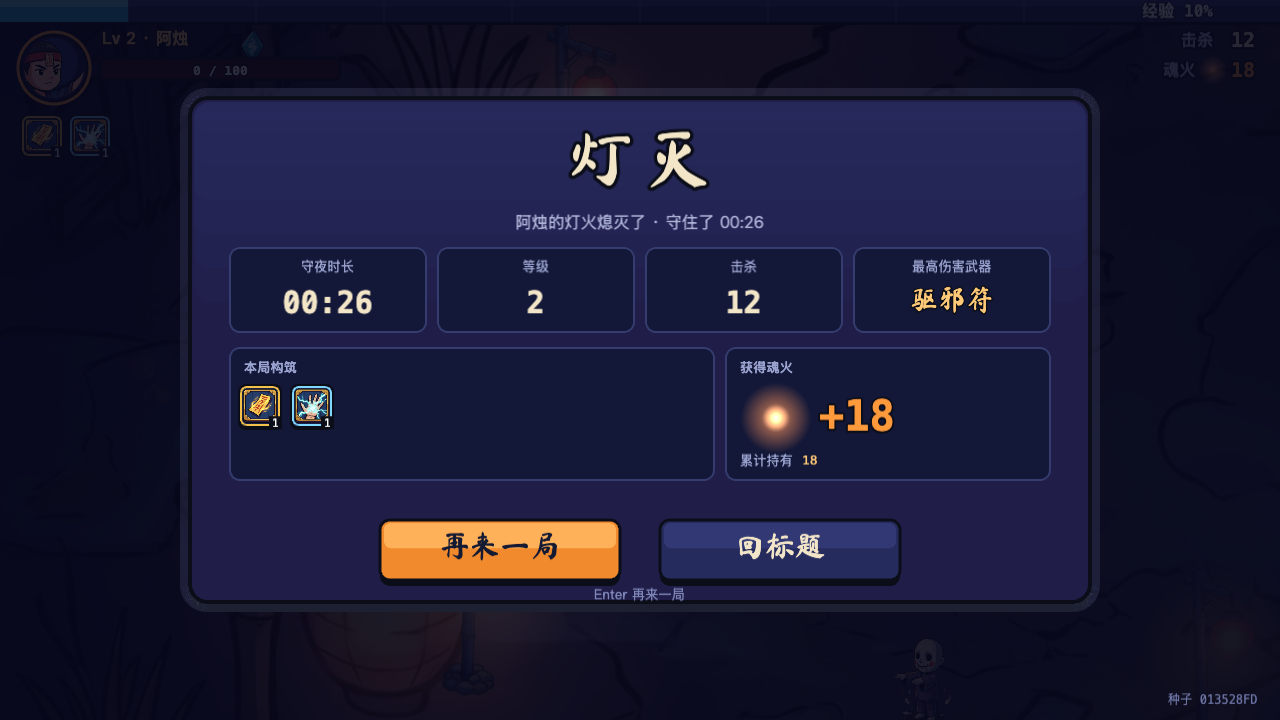 经验 10%
Lv 2 · 阿烛
击杀 12
0 / 100
魂火 18
1 1
灯灭
阿烛的灯火熄灭了 · 守住了 00:26
守夜时长
00:26
等级
2
击杀
12
最高伤害武器
驱邪符
本局构筑
1 1
获得魂火
+18
累计持有 18
再来一局
回标题
Enter 再来一局
种子 013528FD